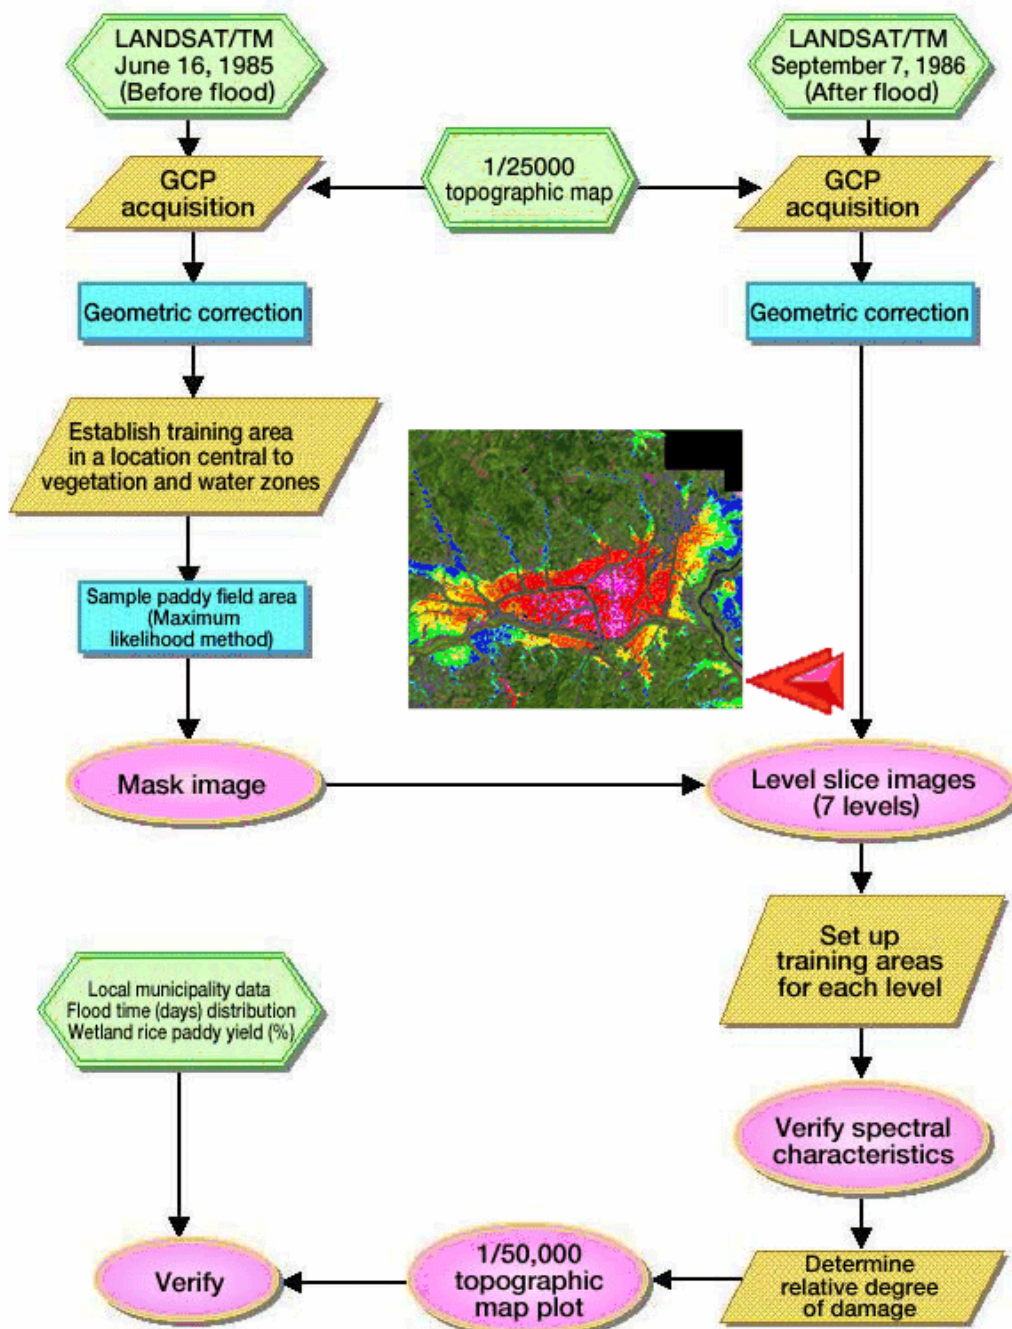 LANDSAT/TM
June 16, 1985
(Before flood)
LANDSAT/TM
September 7, 1986
(After flood)
GCP
acquisition
1/25000
topographic map
GCP
acquisition
Geometric correction
Geometric correction
Establish training area
in a location central to
vegetation and water zones
Sample paddy field area
(Maximum
likelihood method)
Mask image
Level slice images
(7 levels)
Set up
training areas
for each level
Local municipality data
Flood time (days) distribution
Wetland rice paddy yield (%)
Verify spectral
characteristics
Verify
1/50,000
topographic
map plot
Determine
relative degree
of damage